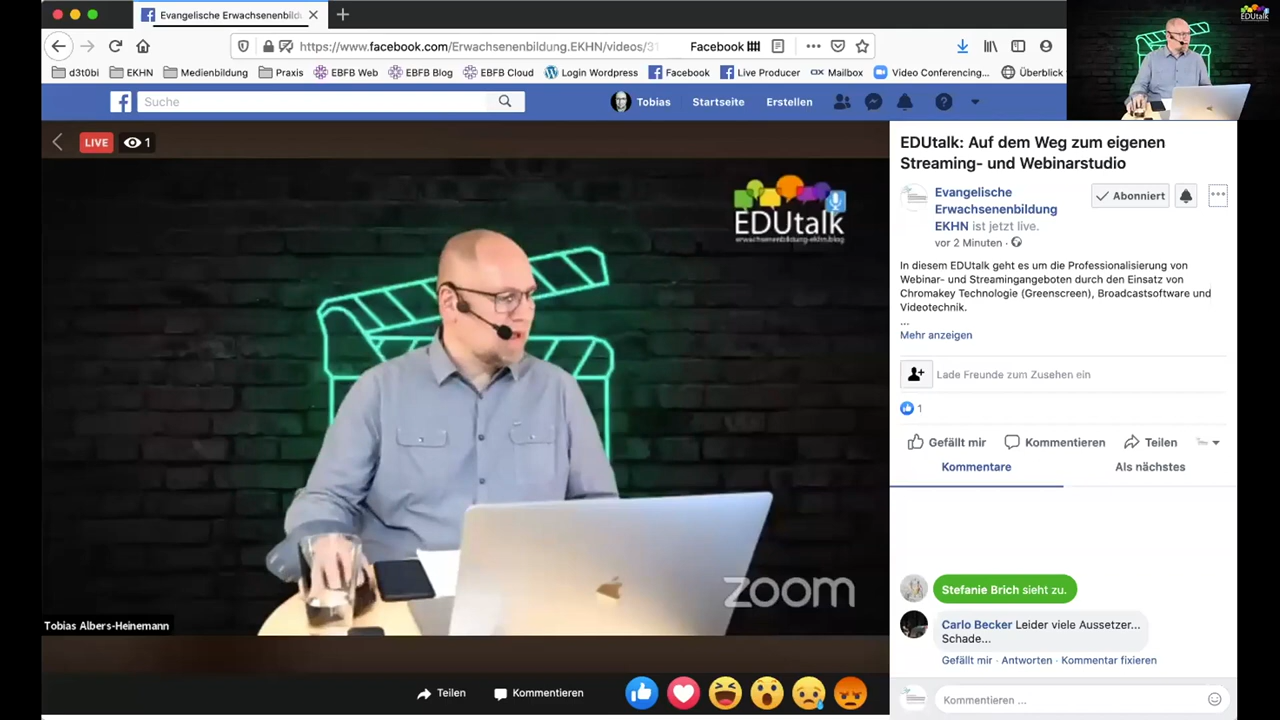 Evangelische Erwachsenenbild
https://www.facebook.com/Erwachsenenbildung.EKHN/videos/31
Facebook
d3t0bi
EKHN
Medienbildung
Praxis
EBFB Web
EBFB Blog
EBFB Cloud
Login Wordpress
Facebook
Live Producer
Mailbox
Video Conferencing...
Überblick
EDUtalk
Suche
Tobias
Startseite
Erstellen
LIVE
1
EDUtalk
erwachsenenbildung-ekhn.blog
zoom
Tobias Albers-Heinemann
Teilen
Kommentieren
EDUtalk: Auf dem Weg zum eigenen
Streaming- und Webinarstudio
Evangelische
Erwachsenenbildung
EKHN ist jetzt live.
vor 2 Minuten ·
Abonniert
In diesem EDUtalk geht es um die Professionalisierung von
Webinar- und Streamingangeboten durch den Einsatz von
Chromakey Technologie (Greenscreen), Broadcastsoftware und
Videotechnik.
...
Mehr anzeigen
Lade Freunde zum Zusehen ein
1
Gefällt mir
Kommentieren
Teilen
Kommentare
Als nächstes
Stefanie Brich sieht zu.
Carlo Becker Leider viele Aussetzer...
Schade...
Gefällt mir · Antworten · Kommentar fixieren
Kommentieren ...